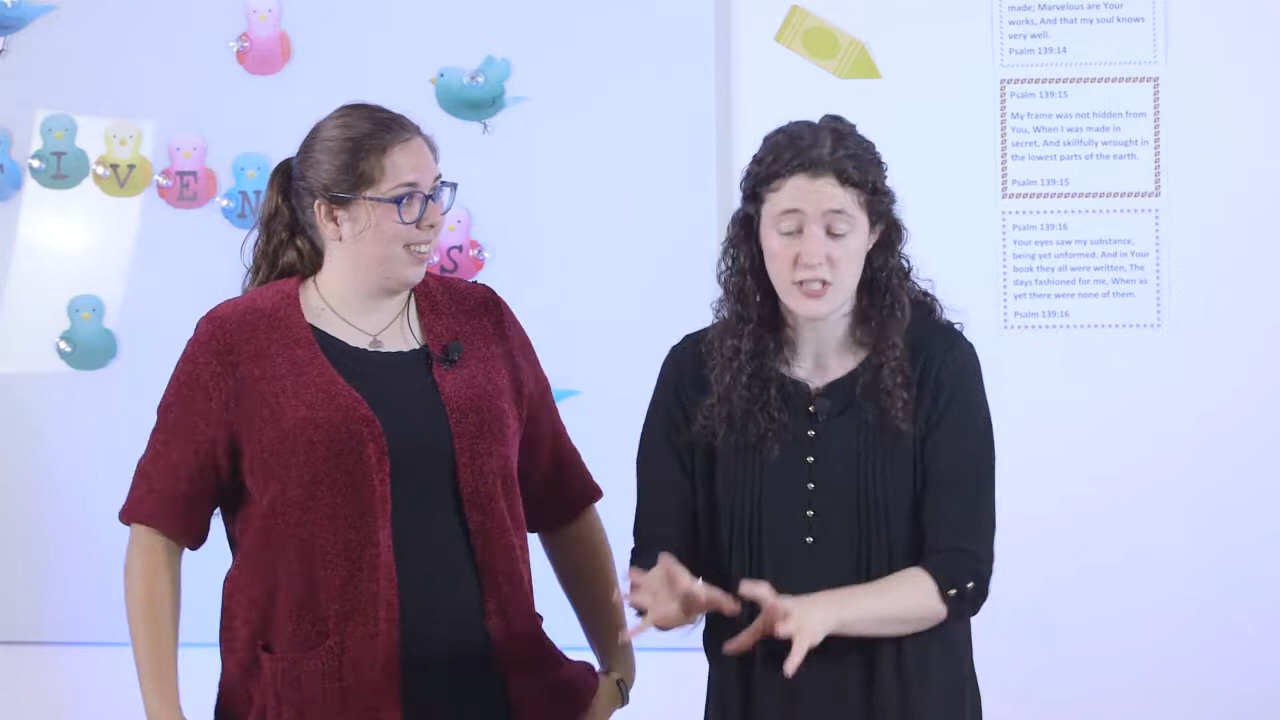 IVEN
S
made; Marvelous are Your
works, And that my soul knows
very well.
Psalm 139:14
Psalm 139:15
My frame was not hidden from
You, When I was made in
secret, And skillfully wrought in
the lowest parts of the earth.
Psalm 139:15
Psalm 139:16
Your eyes saw my substance,
being yet unformed. And in Your
book they all were written, The
days fashioned for me, When as
yet there were none of them.
Psalm 139:16